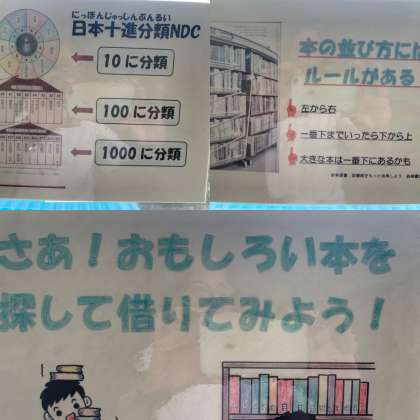 にっぽんじゅっしんぶんるい
日本十進分類NDC
10に分類
100に分類
1000に分類
本の並び方には
ルールがある
左から右
一番下までいったら下から上
大きな本は一番下にあるかも
さあ！おもしろい本を
探して借りてみよう！